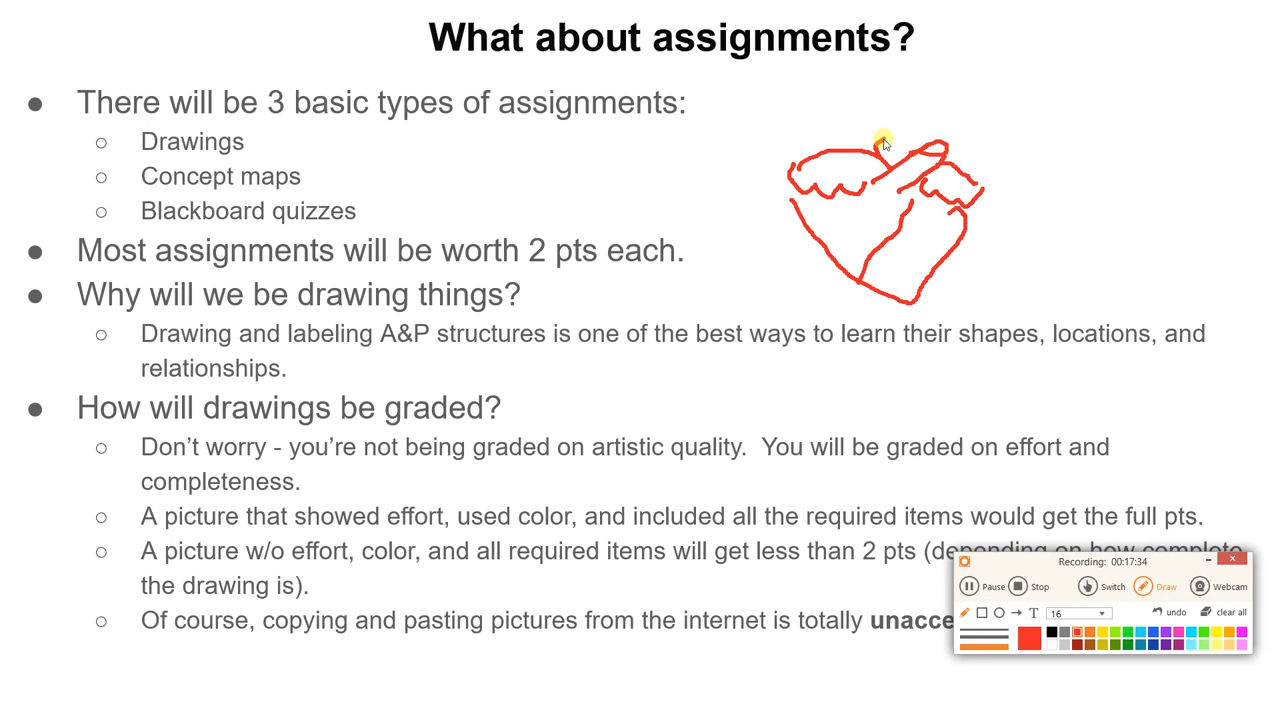 What about assignments?
● There will be 3 basic types of assignments:
○ Drawings
○ Concept maps
○ Blackboard quizzes
● Most assignments will be worth 2 pts each.
● Why will we be drawing things?
○ Drawing and labeling A&P structures is one of the best ways to learn their shapes, locations, and
relationships.
● How will drawings be graded?
○ Don't worry - you're not being graded on artistic quality.  You will be graded on effort and
completeness.
○ A picture that showed effort, used color, and included all the required items would get the full pts.
○ A picture w/o effort, color, and all required items will get less than 2 pts (depending on how complete
the drawing is).
○ Of course, copying and pasting pictures from the internet is totally
Recording: 00:17:34
Pause Stop Switch Draw Webcam
T 16 undo clear all